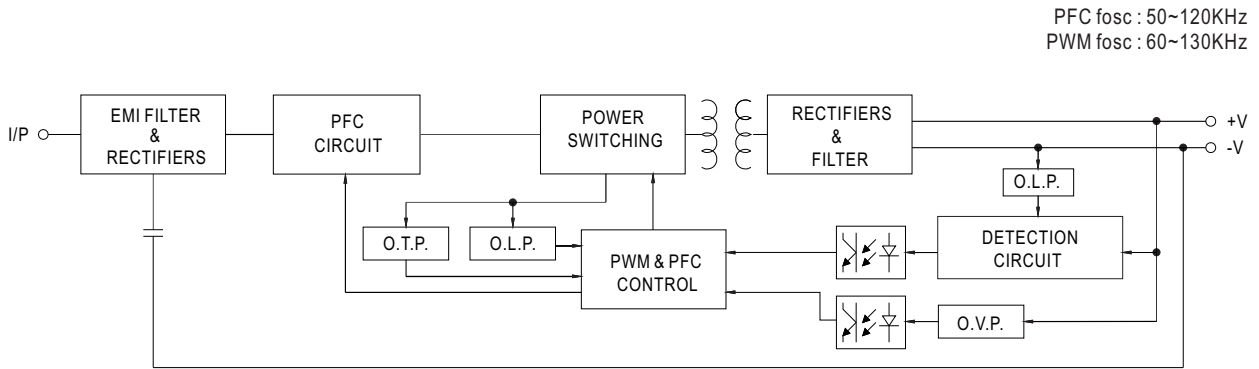 PFC fosc : 50~120KHz
PWM fosc : 60~130KHz
I/P
EMI FILTER
&
RECTIFIERS
PFC
CIRCUIT
POWER
SWITCHING
RECTIFIERS
&
FILTER
+V
-V
O.L.P.
O.T.P.
O.L.P.
PWM & PFC
CONTROL
DETECTION
CIRCUIT
O.V.P.